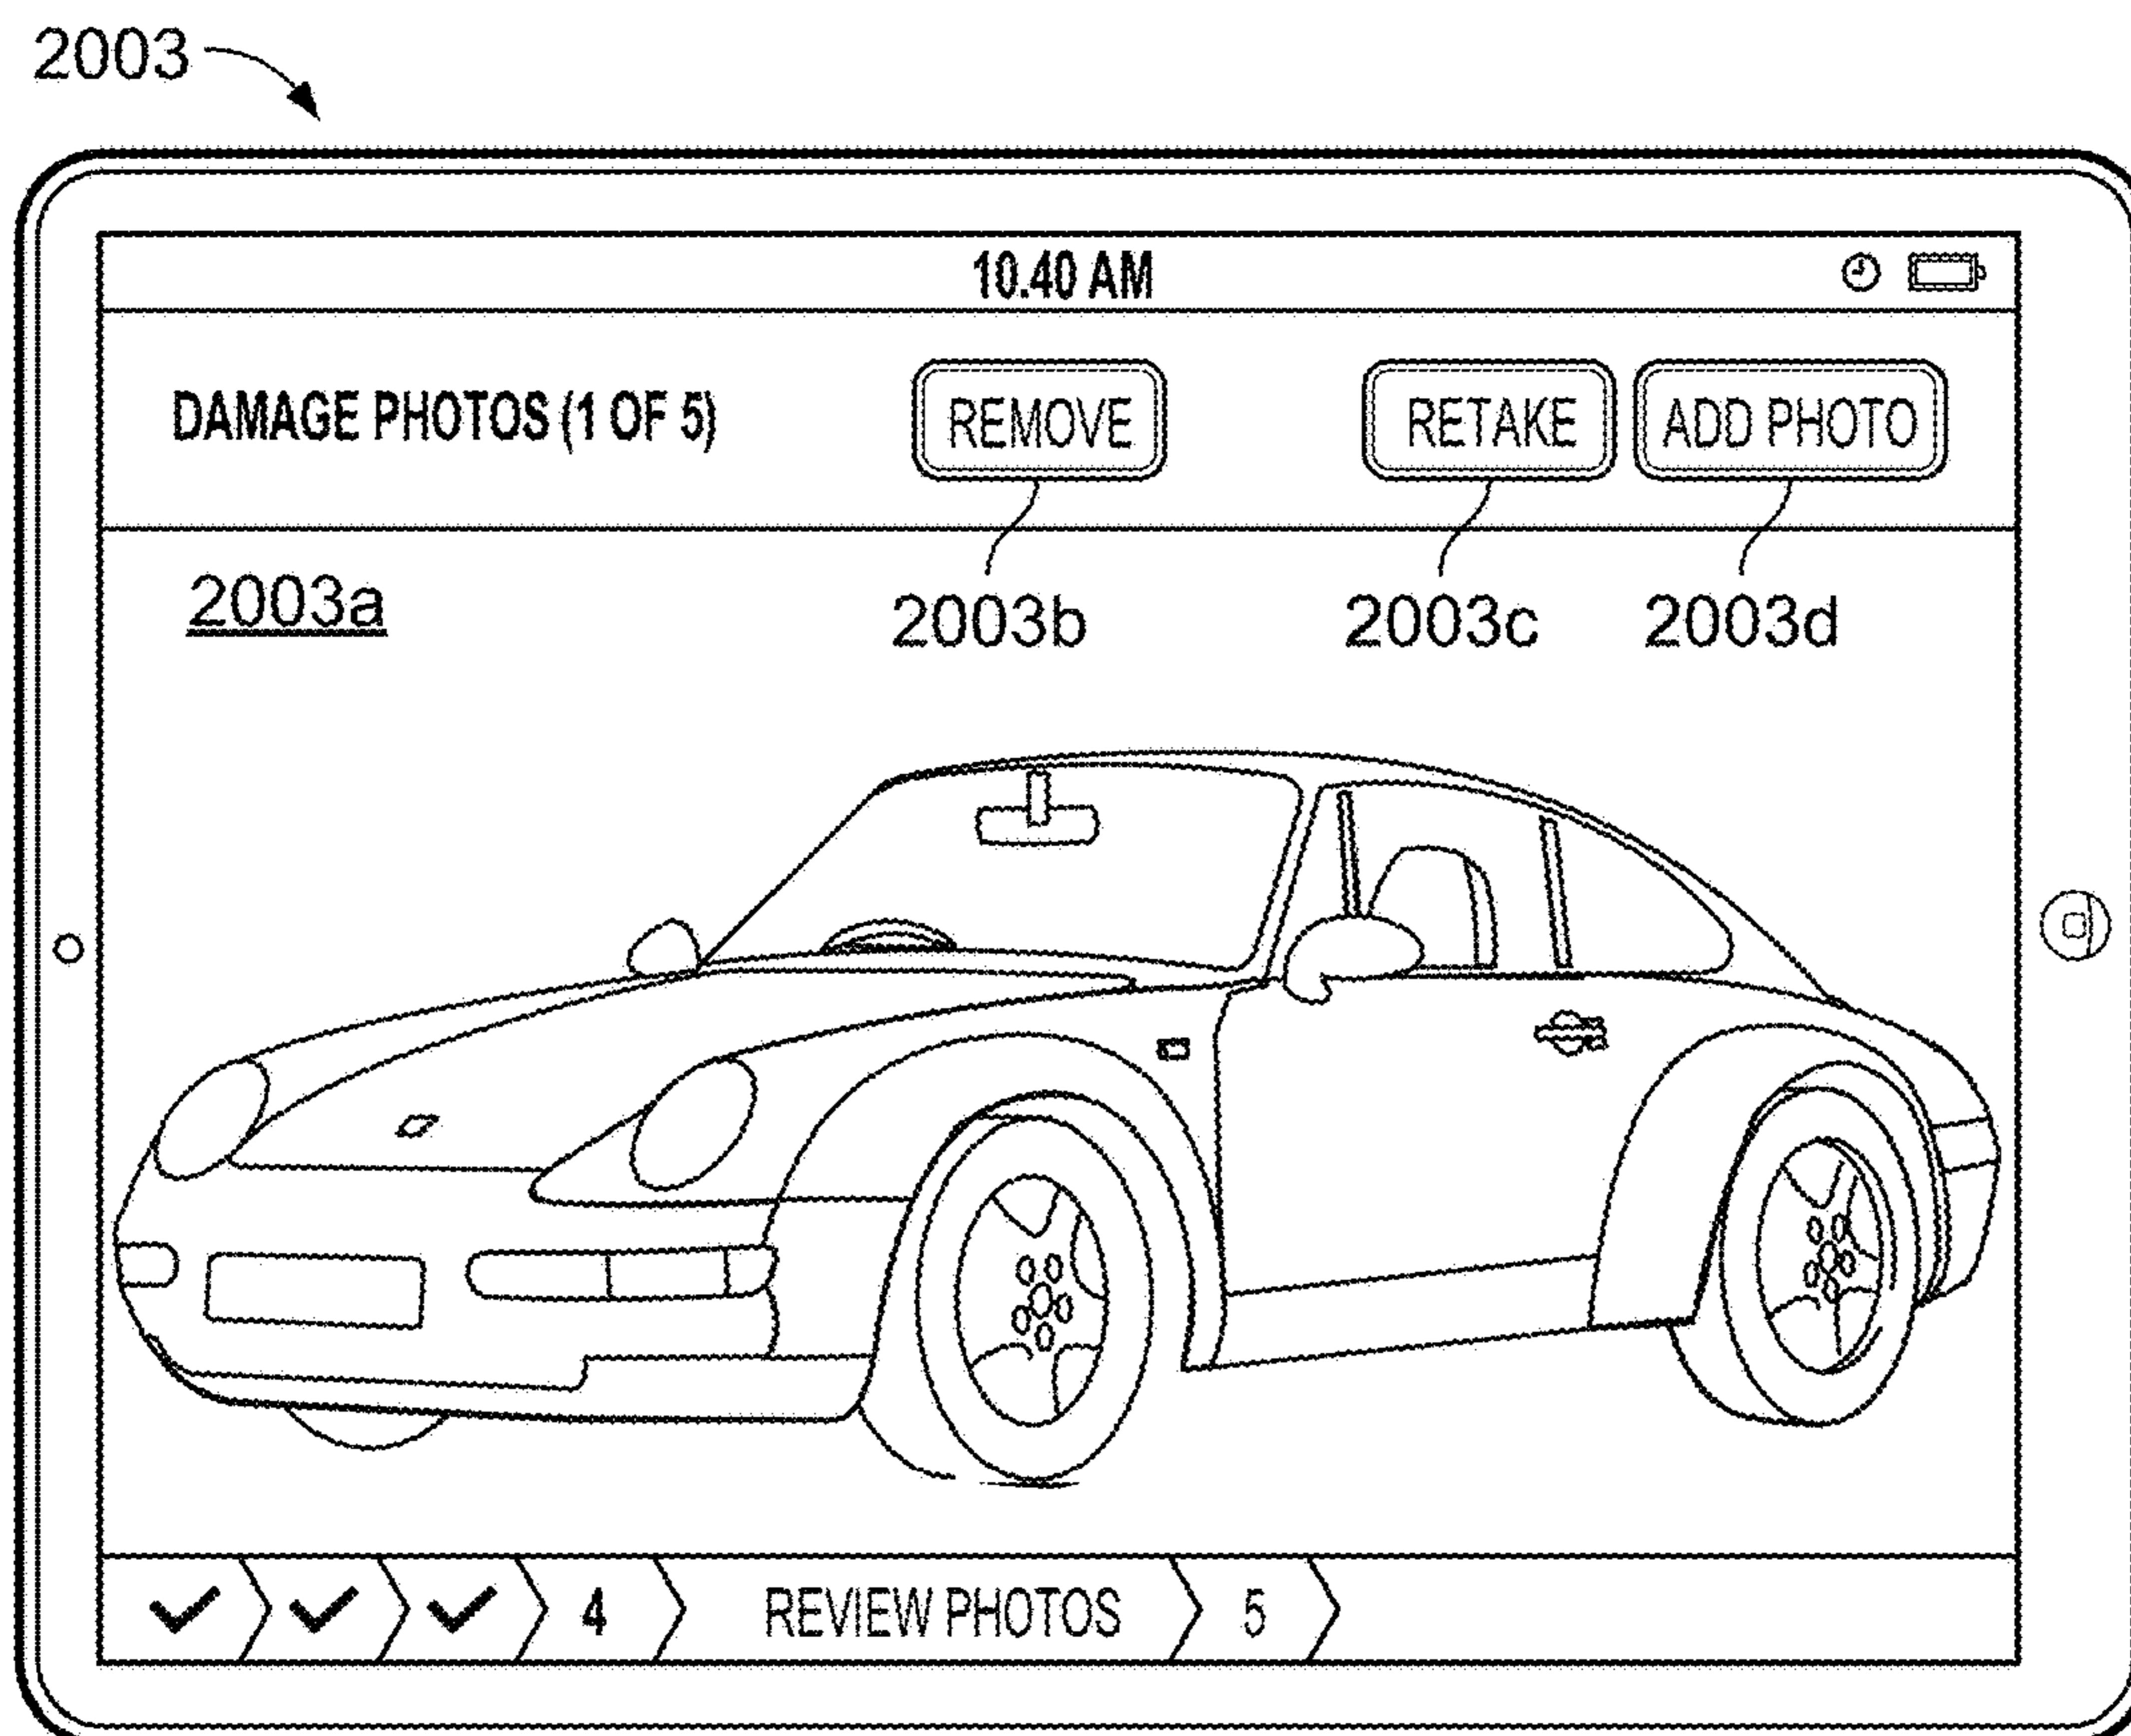 2003
10.40 AM
DAMAGE PHOTOS (1 OF 5) REMOVE RETAKE ADD PHOTO
2003a 2003b 2003c 2003d
4 REVIEW PHOTOS 5